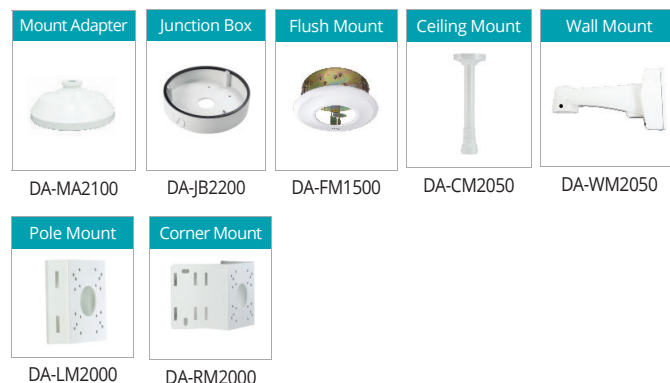 Mount Adapter
Junction Box
Flush Mount
Ceiling Mount
Wall Mount
DA-MA2100
DA-JB2200
DA-FM1500
DA-CM2050
DA-WM2050
Pole Mount
Corner Mount
DA-LM2000
DA-RM2000